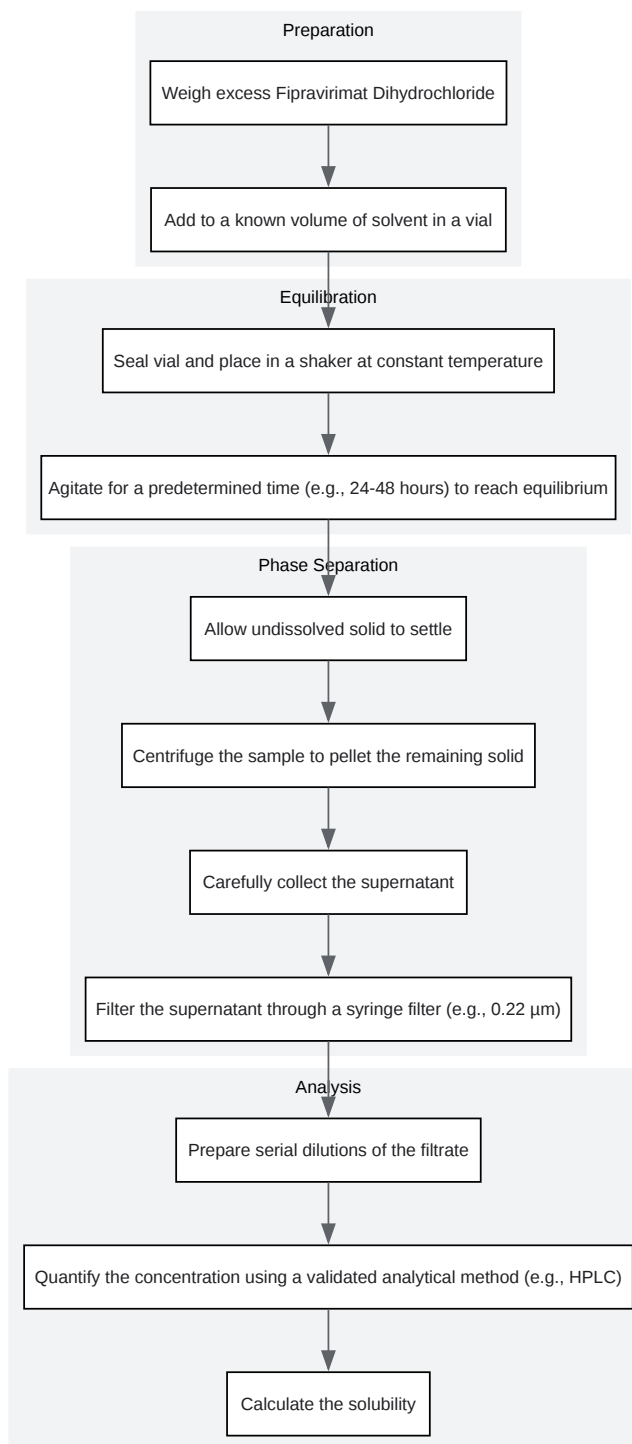 Preparation
Weigh excess Fipravirimat Dihydrochloride
Add to a known volume of solvent in a vial
Equilibration
Seal vial and place in a shaker at constant temperature
Agitate for a predetermined time (e.g., 24-48 hours) to reach equilibrium
Phase Separation
Allow undissolved solid to settle
Centrifuge the sample to pellet the remaining solid
Carefully collect the supernatant
Filter the supernatant through a syringe filter (e.g., 0.22 µm)
Analysis
Prepare serial dilutions of the filtrate
Quantify the concentration using a validated analytical method (e.g., HPLC)
Calculate the solubility